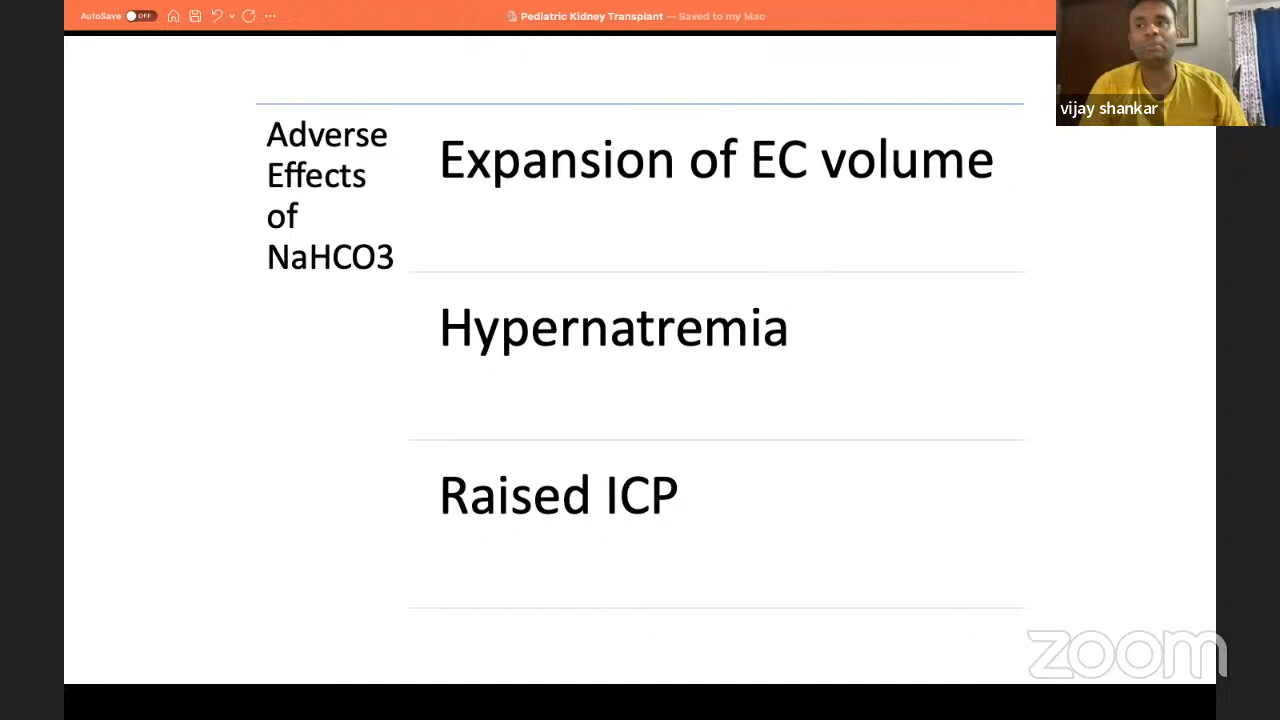 AutoSave OFF
Pediatric Kidney Transplant — Saved to my Mac
vijay shankar
Adverse
Effects
of
NaHCO3
Expansion of EC volume
Hypernatremia
Raised ICP
zoom